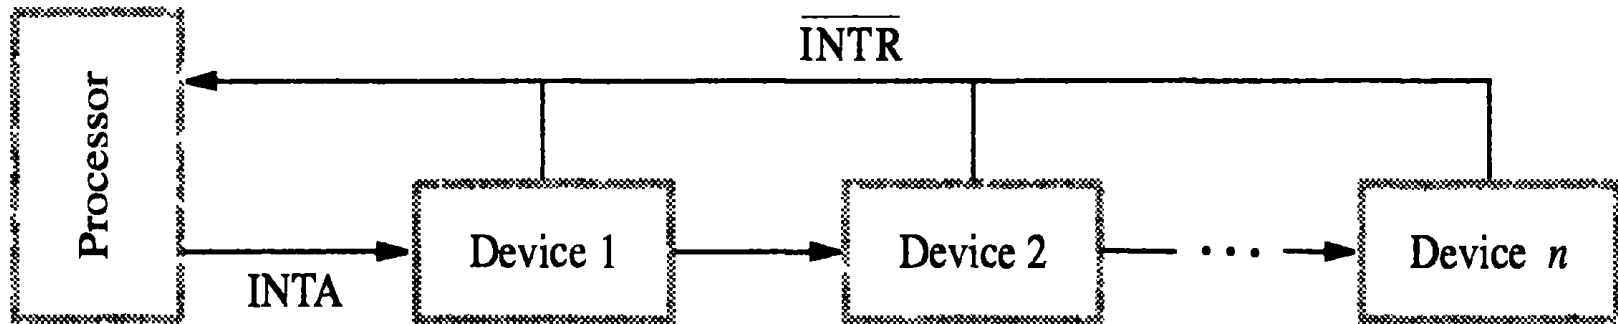 INTR
Processor
Device 1
Device 2
...
Device n
INTA